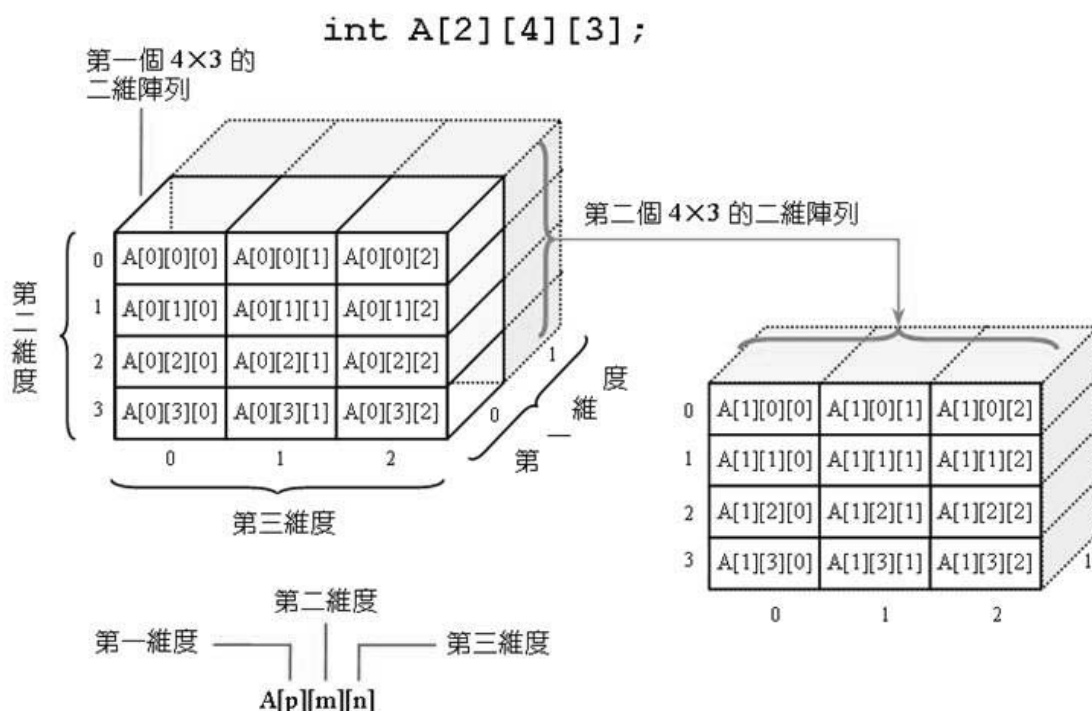 int A[2][4][3];
第一個 4×3 的
二維陣列
第二個 4×3 的二維陣列
第二維度
0 A[0][0][0] A[0][0][1] A[0][0][2]
1 A[0][1][0] A[0][1][1] A[0][1][2]
2 A[0][2][0] A[0][2][1] A[0][2][2]
3 A[0][3][0] A[0][3][1] A[0][3][2]
0 1 2
第三維度
0 1
第一維度
0 A[1][0][0] A[1][0][1] A[1][0][2]
1 A[1][1][0] A[1][1][1] A[1][1][2]
2 A[1][2][0] A[1][2][1] A[1][2][2]
3 A[1][3][0] A[1][3][1] A[1][3][2]
1
0 1 2
第二維度
第一維度 第三維度
A[p][m][n]